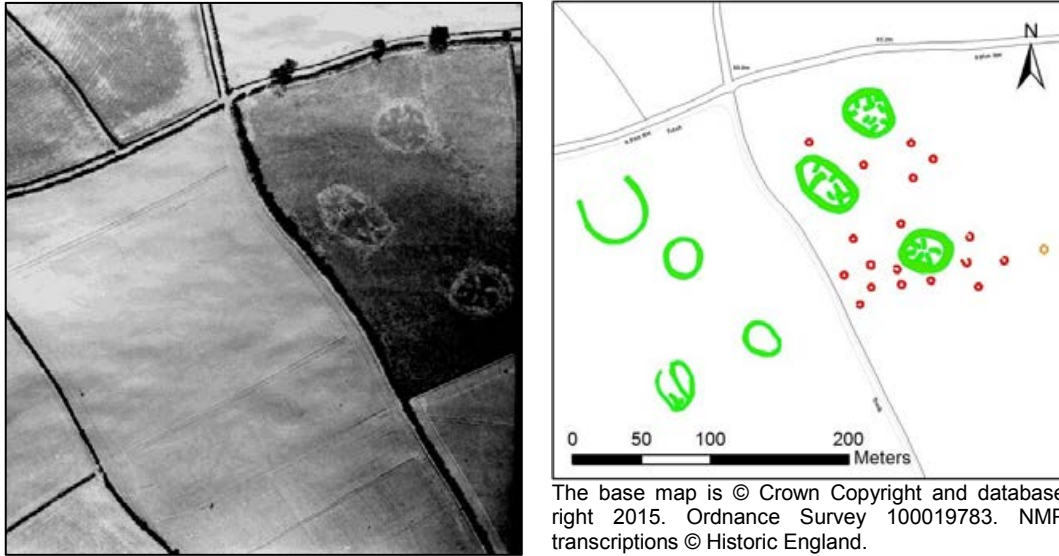 N
0 50 100 200
Meters
The base map is © Crown Copyright and database
right 2015. Ordnance Survey 100019783. NMP
transcriptions © Historic England.